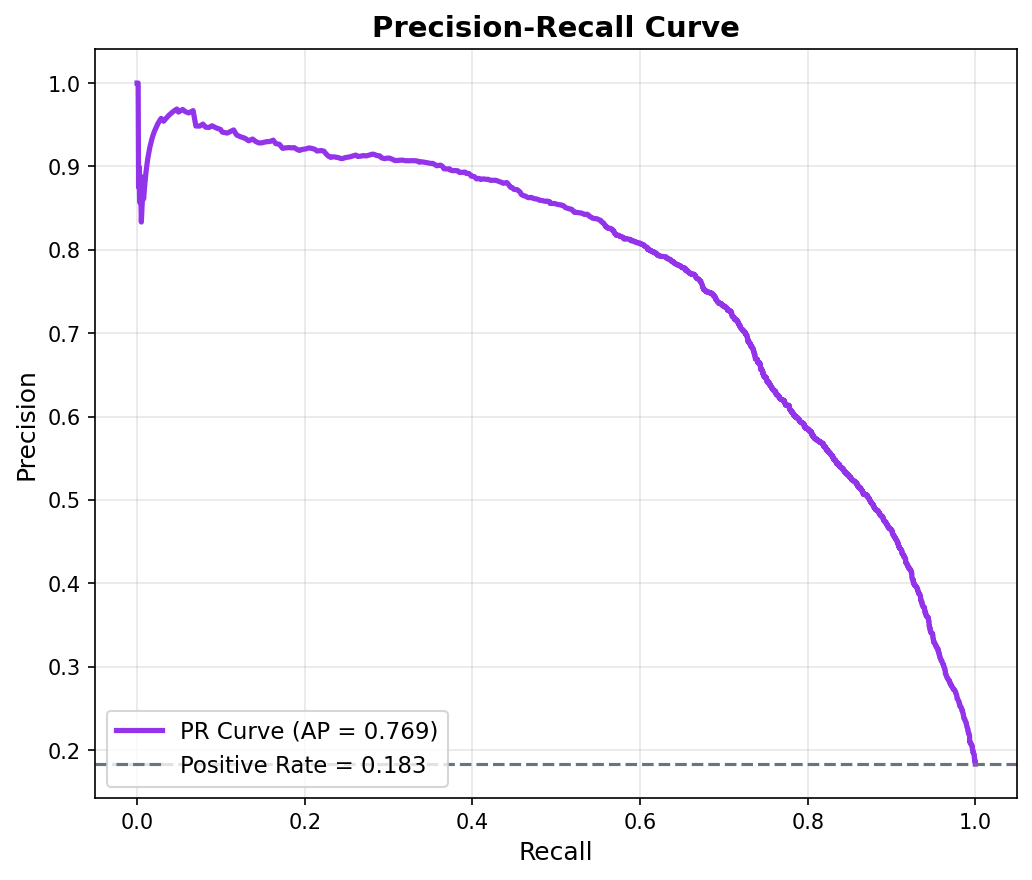 Precision-Recall Curve
Precision
1.0
0.9
0.8
0.7
0.6
0.5
0.4
0.3
0.2
PR Curve (AP = 0.769)
Positive Rate = 0.183
0.0 0.2 0.4 0.6 0.8 1.0
Recall